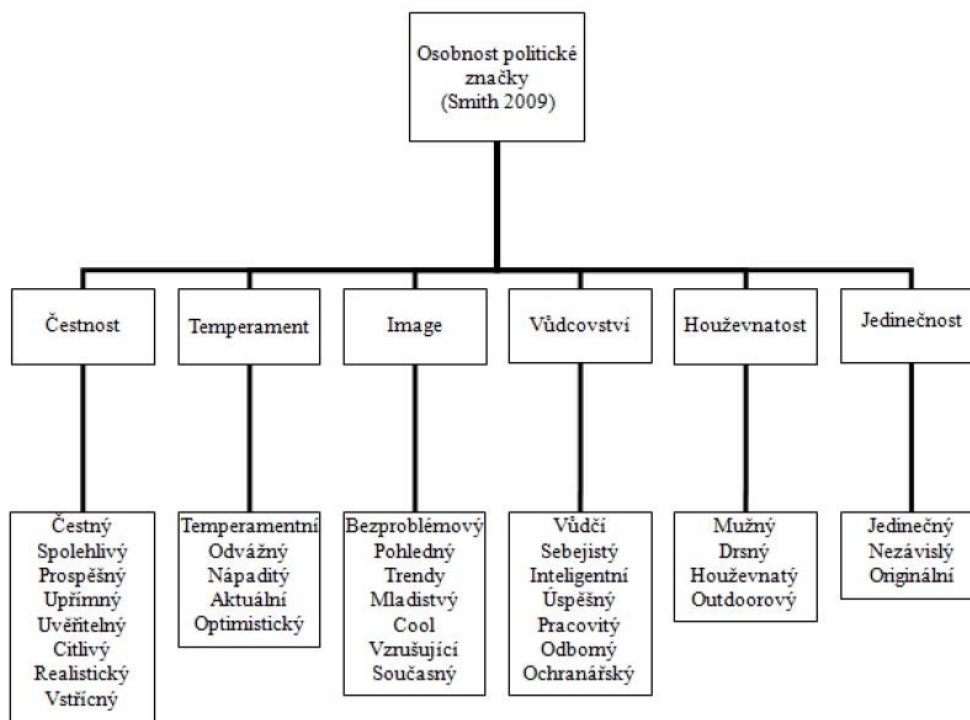 Osobnost politické
značky
(Smith 2009)
Čestnost
Temperament
Image
Vůdcovství
Houževnatost
Jedinečnost
Čestný
Spolehlivý
Prospěšný
Upřímný
Uvěřitelný
Citlivý
Realistický
Vstřícný
Temperamentní
Odvážný
Nápaditý
Aktuální
Optimistický
Bezproblémový
Pohledný
Trendy
Mladistvý
Cool
Vzrušující
Současný
Vůdčí
Sebejistý
Inteligentní
Úspěšný
Pracovitý
Odborný
Ochranářský
Mužný
Drsný
Houževnatý
Outdoorový
Jedinečný
Nezávislý
Originální